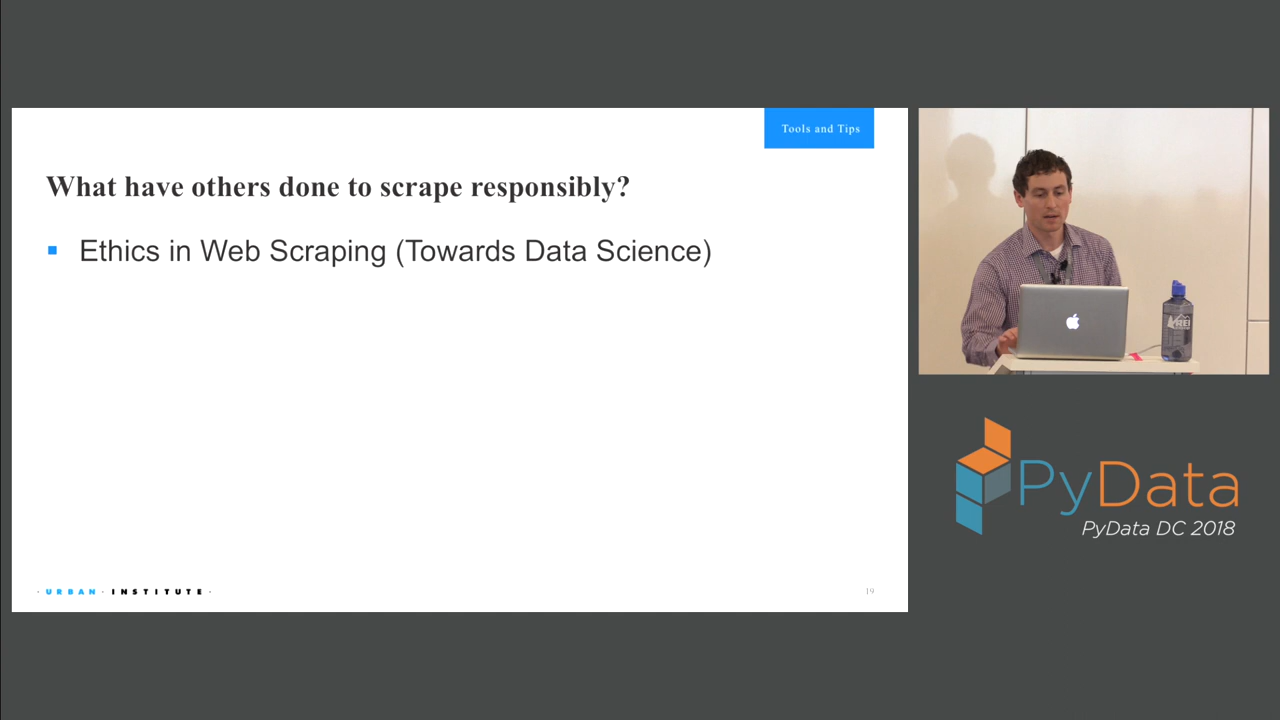 Tools and Tips
What have others done to scrape responsibly?
Ethics in Web Scraping (Towards Data Science)
URBAN · INSTITUTE
19
REI
PyData
PyData DC 2018